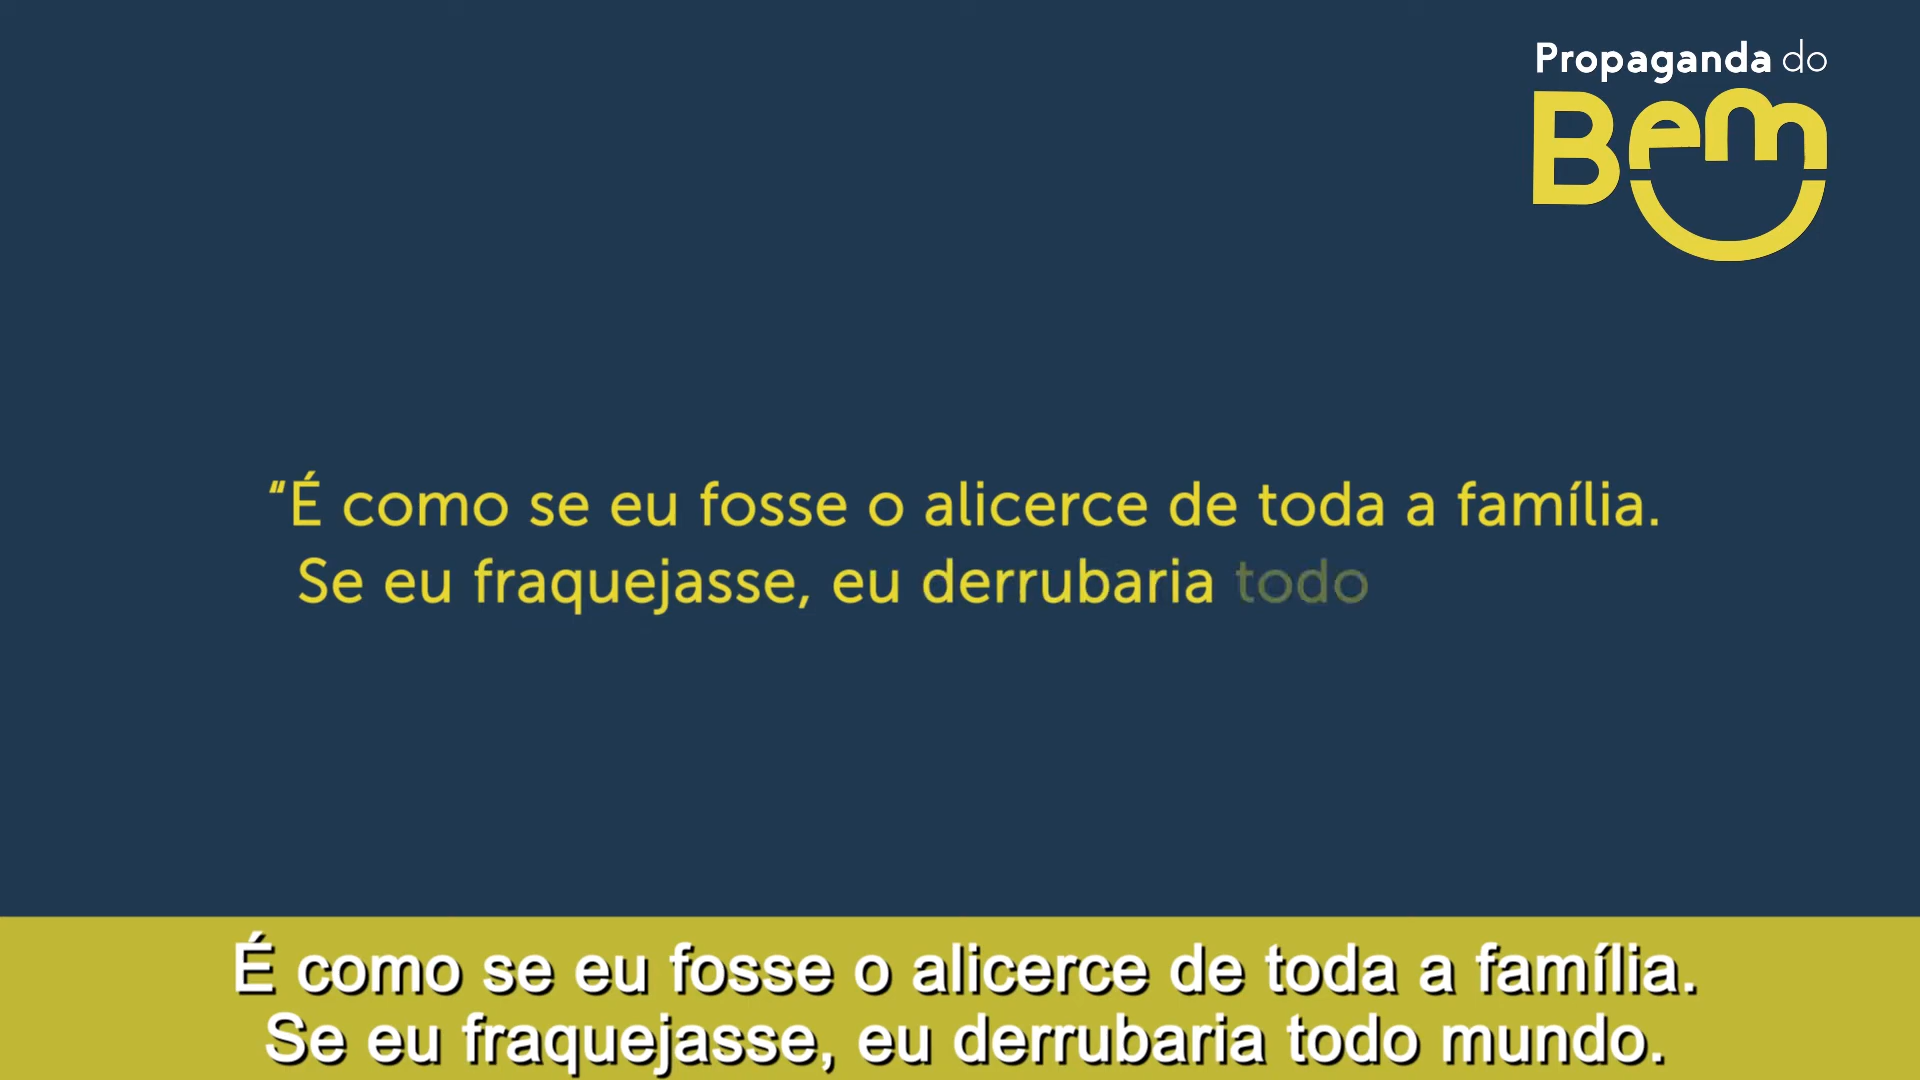 Propaganda do
Bem
“É como se eu fosse o alicerce de toda a família.
Se eu fraquejasse, eu derrubaria todo
É como se eu fosse o alicerce de toda a família.
Se eu fraquejasse, eu derrubaria todo mundo.